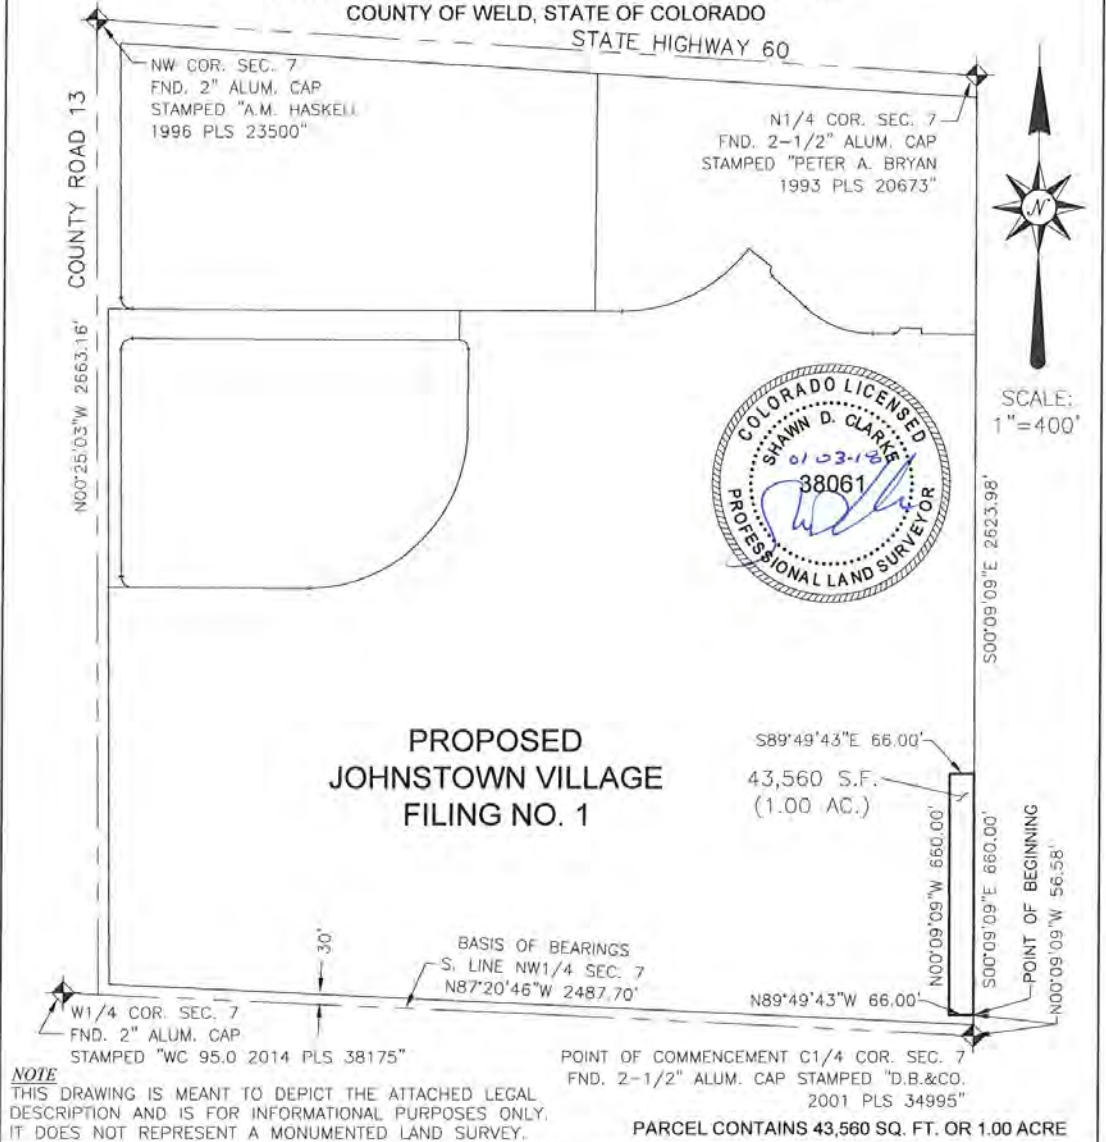 COUNTY OF WELD, STATE OF COLORADO
STATE HIGHWAY 60
NW COR. SEC. 7
FND. 2" ALUM. CAP
STAMPED "A.M. HASKELL
1996 PLS 23500"
N1/4 COR. SEC. 7
FND. 2-1/2" ALUM. CAP
STAMPED "PETER A. BRYAN
1993 PLS 20673"
COUNTY ROAD 13
N
SCALE:
1"=400'
N00°25'03"W 2663.16'
COLORADO LICENSED
SHAWN D. CLARKE
38061
PROFESSIONAL LAND SURVEYOR
S00°09'09"E 2623.98'
PROPOSED
JOHNSTOWN VILLAGE
FILING NO. 1
S89°49'43"E 66.00'
43,560 S.F.
(1.00 AC.)
N00°09'09"W 660.00'
S00°09'09"E 660.00'
POINT OF BEGINNING
N00°09'09"W 56.58'
30'
BASIS OF BEARINGS
S. LINE NW1/4 SEC. 7
N87°20'46"W 2487.70'
N89°49'43"W 66.00'
W1/4 COR. SEC. 7
FND. 2" ALUM. CAP
STAMPED "WC 95.0 2014 PLS 38175"
POINT OF COMMENCEMENT C1/4 COR. SEC. 7
FND. 2-1/2" ALUM. CAP STAMPED "D.B.&CO.
2001 PLS 34995"
NOTE
THIS DRAWING IS MEANT TO DEPICT THE ATTACHED LEGAL
DESCRIPTION AND IS FOR INFORMATIONAL PURPOSES ONLY.
IT DOES NOT REPRESENT A MONUMENTED LAND SURVEY.
PARCEL CONTAINS 43,560 SQ. FT. OR 1.00 ACRE